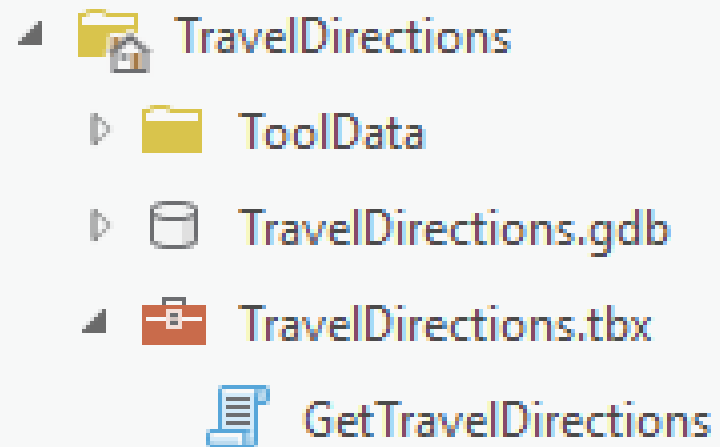 TravelDirections
ToolData
TravelDirections.gdb
TravelDirections.tbx
GetTravelDirections